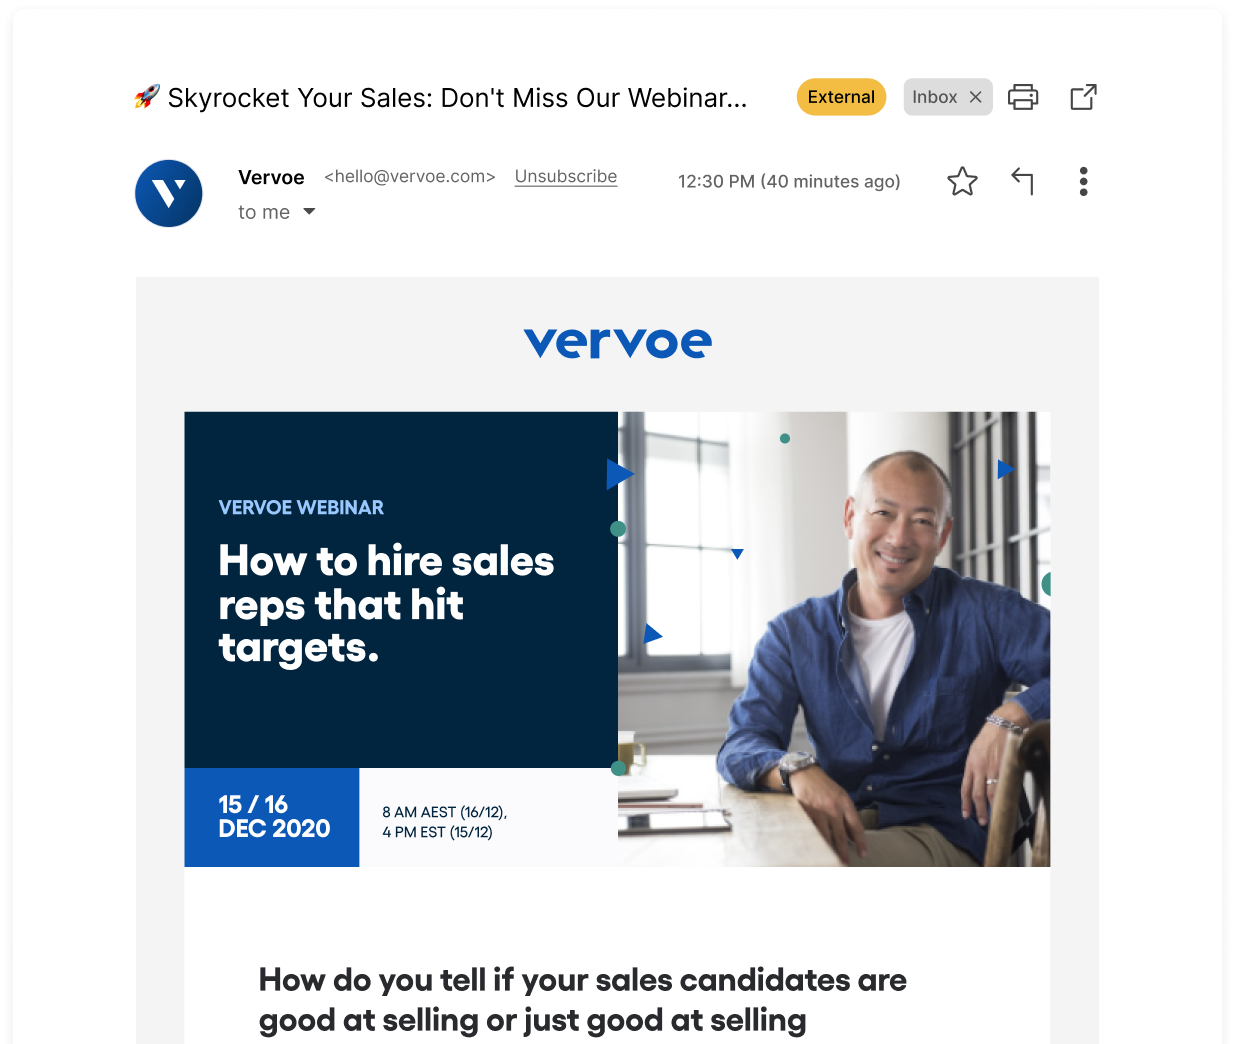 🚀 Skyrocket Your Sales: Don't Miss Our Webinar...
External
Inbox
Vervoe <hello@vervoe.com> Unsubscribe
12:30 PM (40 minutes ago)
to me
vervoe
VERVOE WEBINAR
How to hire sales
reps that hit
targets.
15 / 16
DEC 2020
8 AM AEST (16/12),
4 PM EST (15/12)
How do you tell if your sales candidates are
good at selling or just good at selling